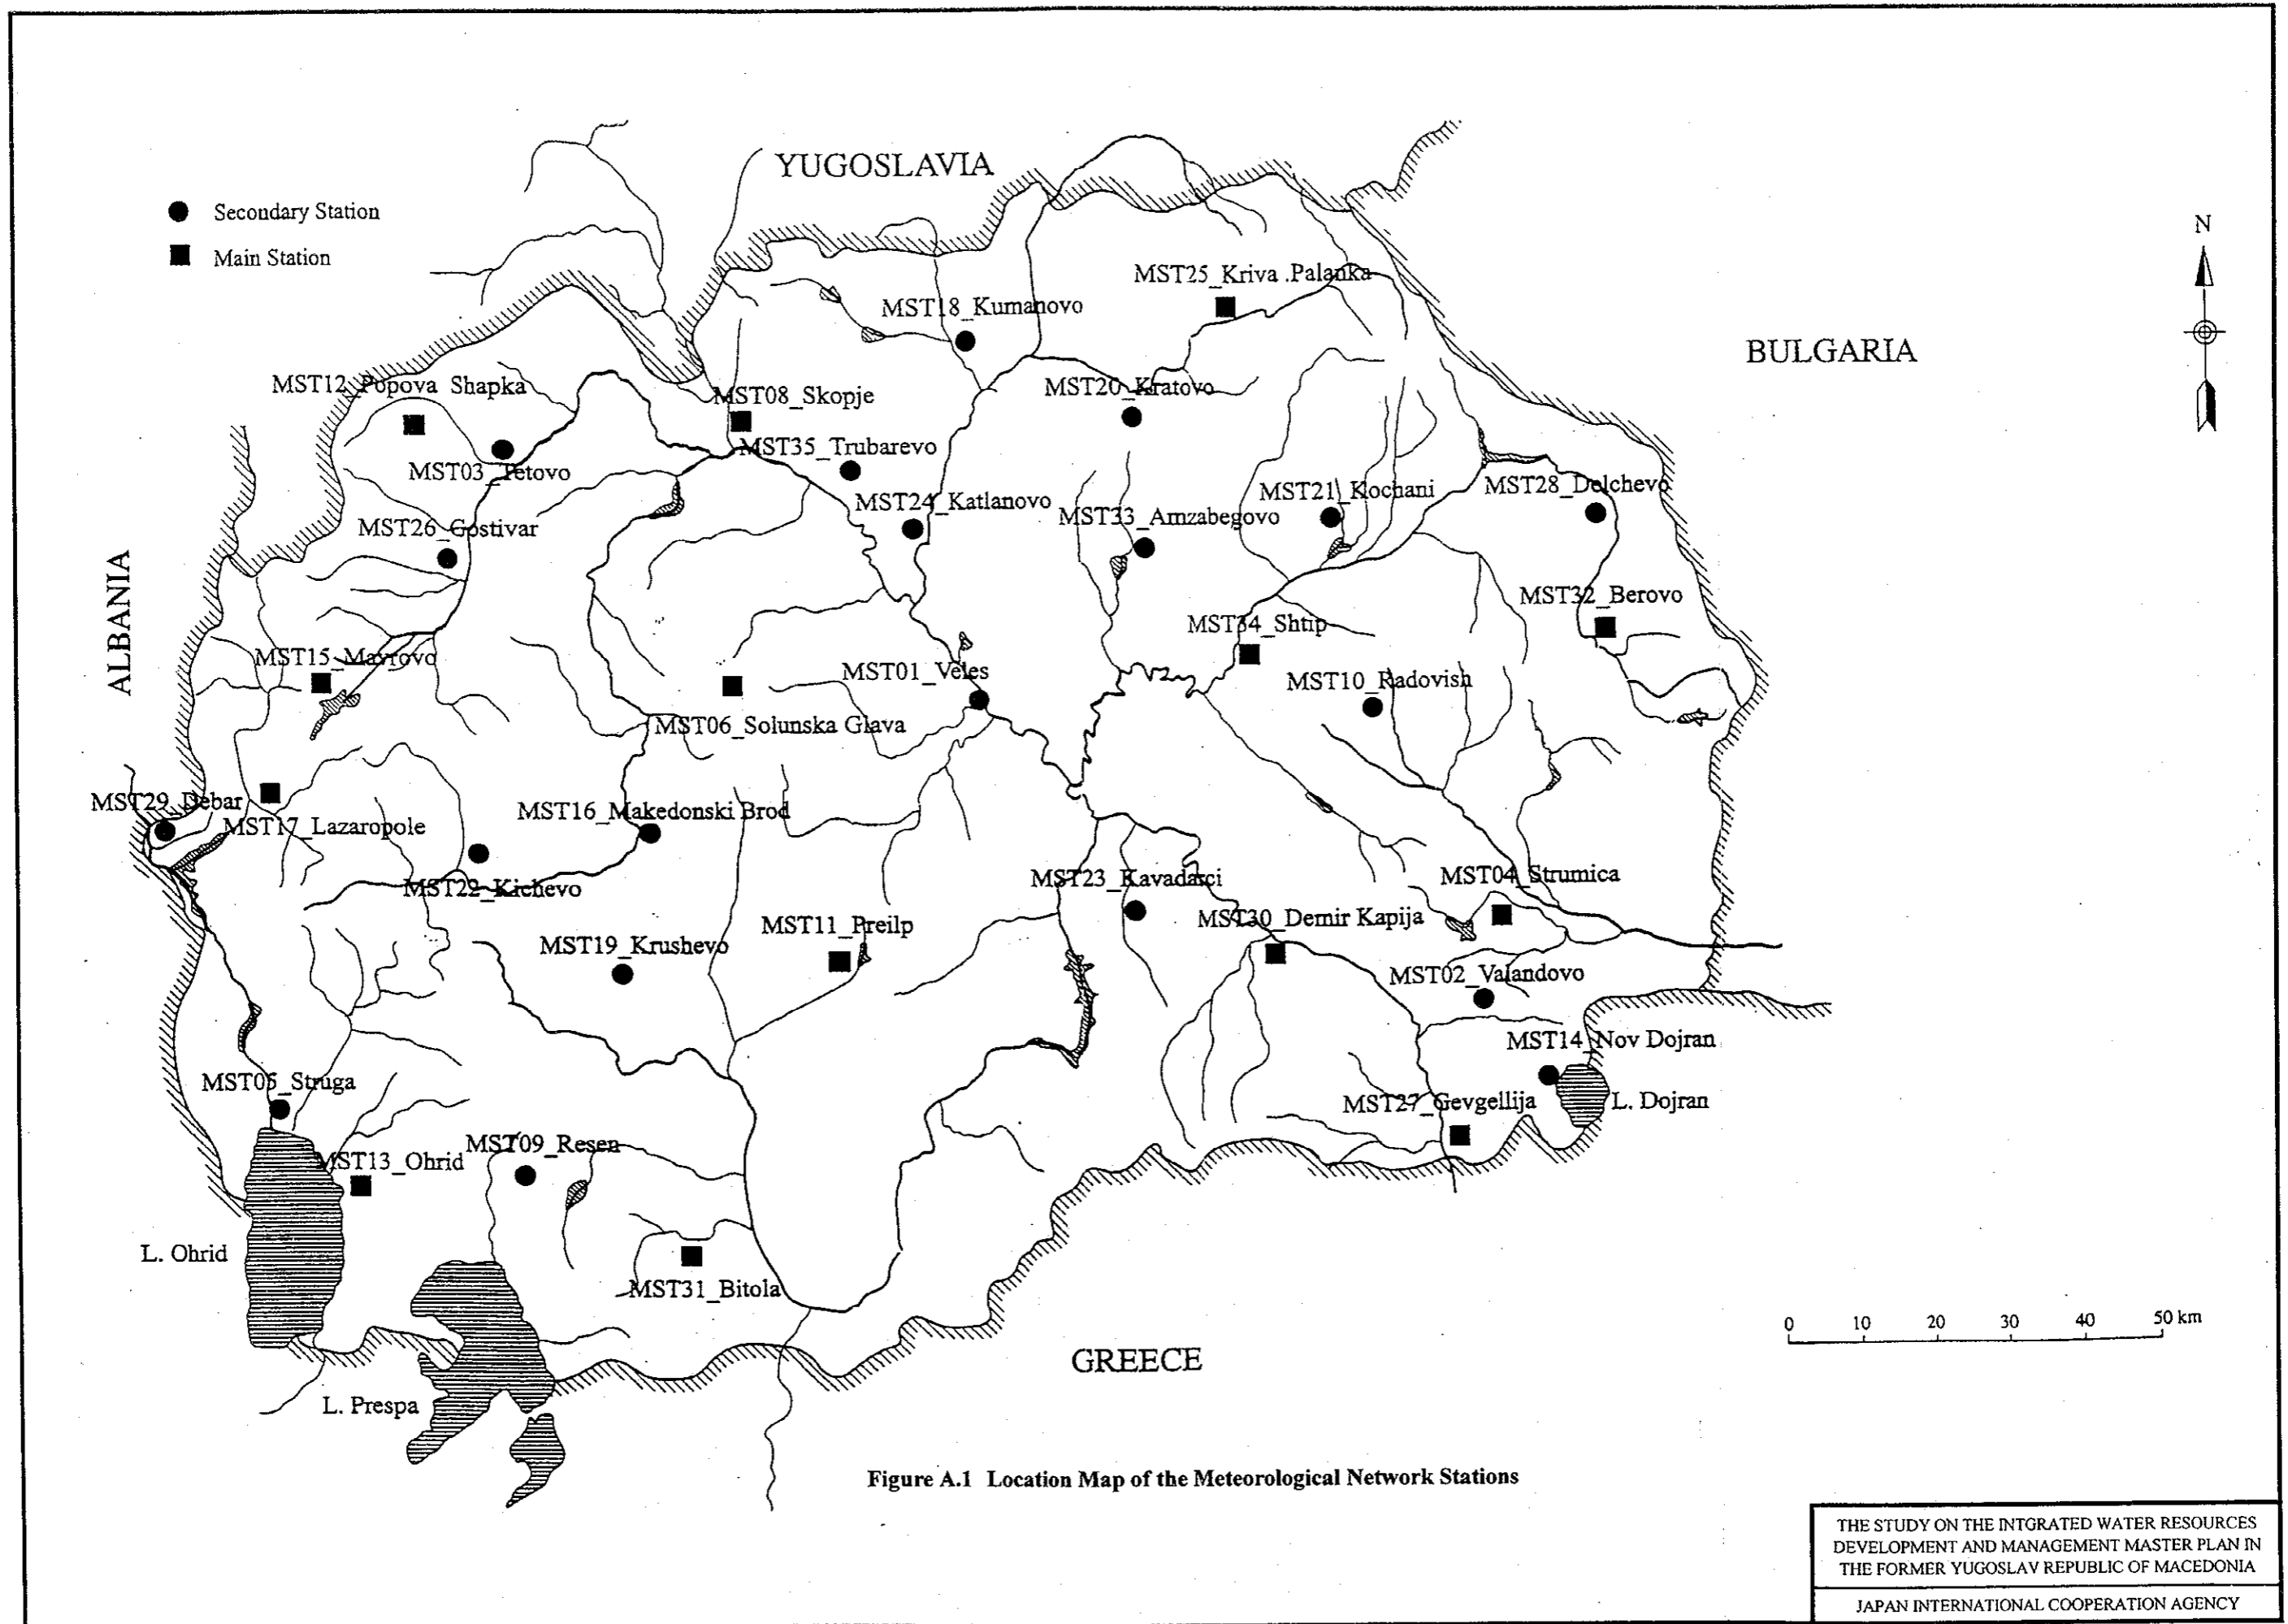 YUGOSLAVIA
Secondary Station
Main Station
N
MST25_Kriva .Palanka
MST18_Kumanovo
BULGARIA
MST12_Popova Shapka
MST08_Skopje
MST20_Kratovo
MST35_Trubarevo
MST03_Tetovo
MST24_Katlanovo
MST21_Kochani
MST28_Delchevo
MST26_Gostivar
MST33_Amzabegovo
ALBANIA
MST32_Berovo
MST34_Shtip
MST15_Mavrovo
MST01_Veles
MST10_Radovish
MST06_Solunska Glava
MST29_Debar
MST16_Makedonski Brod
MST17_Lazaropole
MST22_Kichevo
MST23_Kavadarci
MST04_Strumica
MST30_Demir Kapija
MST11_Preilp
MST19_Krushevo
MST02_Valandovo
MST14_Nov Dojran
MST05_Struga
MST27_Gevgellija
L. Dojran
MST09_Resen
MST13_Ohrid
L. Ohrid
MST31_Bitola
0 10 20 30 40 50 km
GREECE
L. Prespa
Figure A.1 Location Map of the Meteorological Network Stations
THE STUDY ON THE INTGRATED WATER RESOURCES
DEVELOPMENT AND MANAGEMENT MASTER PLAN IN
THE FORMER YUGOSLAV REPUBLIC OF MACEDONIA
JAPAN INTERNATIONAL COOPERATION AGENCY